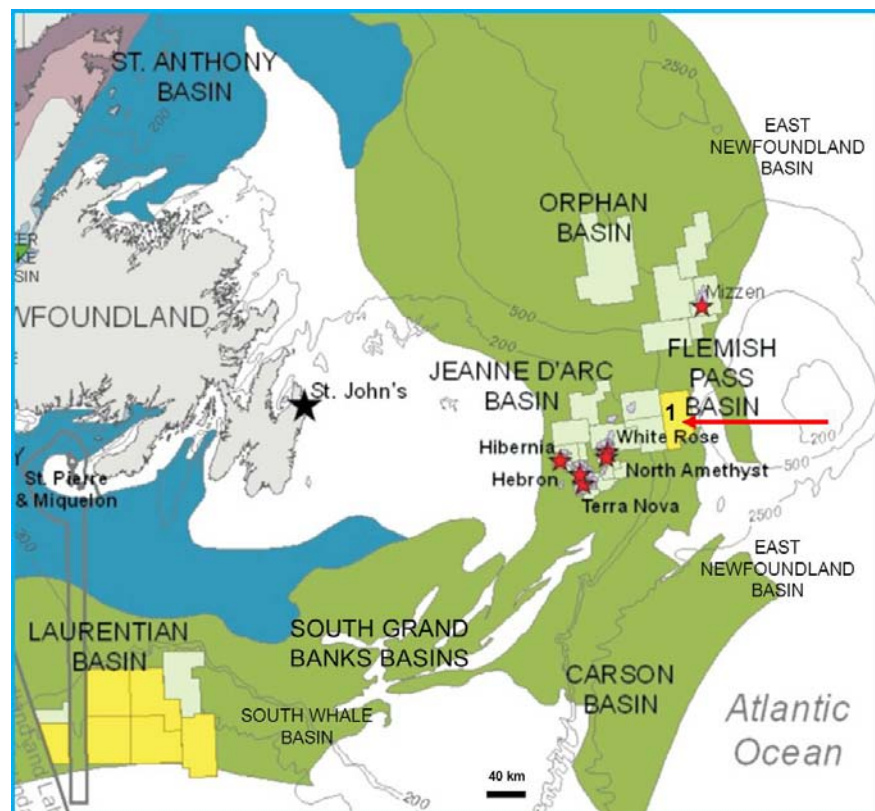 ST. ANTHONY
BASIN
2500
200
EAST
NEWFOUNDLAND
BASIN
ORPHAN
BASIN
WFOUNDLAND
Mizzen
500
200
FLEMISH
PASS
BASIN
JEANNE D'ARC
BASIN
St. John's
1
200
White Rose
Hibernia
500
North Amethyst
St. Pierre
& Miquelon
Hebron
Terra Nova
2500
EAST
NEWFOUNDLAND
BASIN
LAURENTIAN
BASIN
SOUTH GRAND
BANKS BASINS
CARSON
BASIN
SOUTH WHALE
BASIN
Atlantic
Ocean
40 km
200